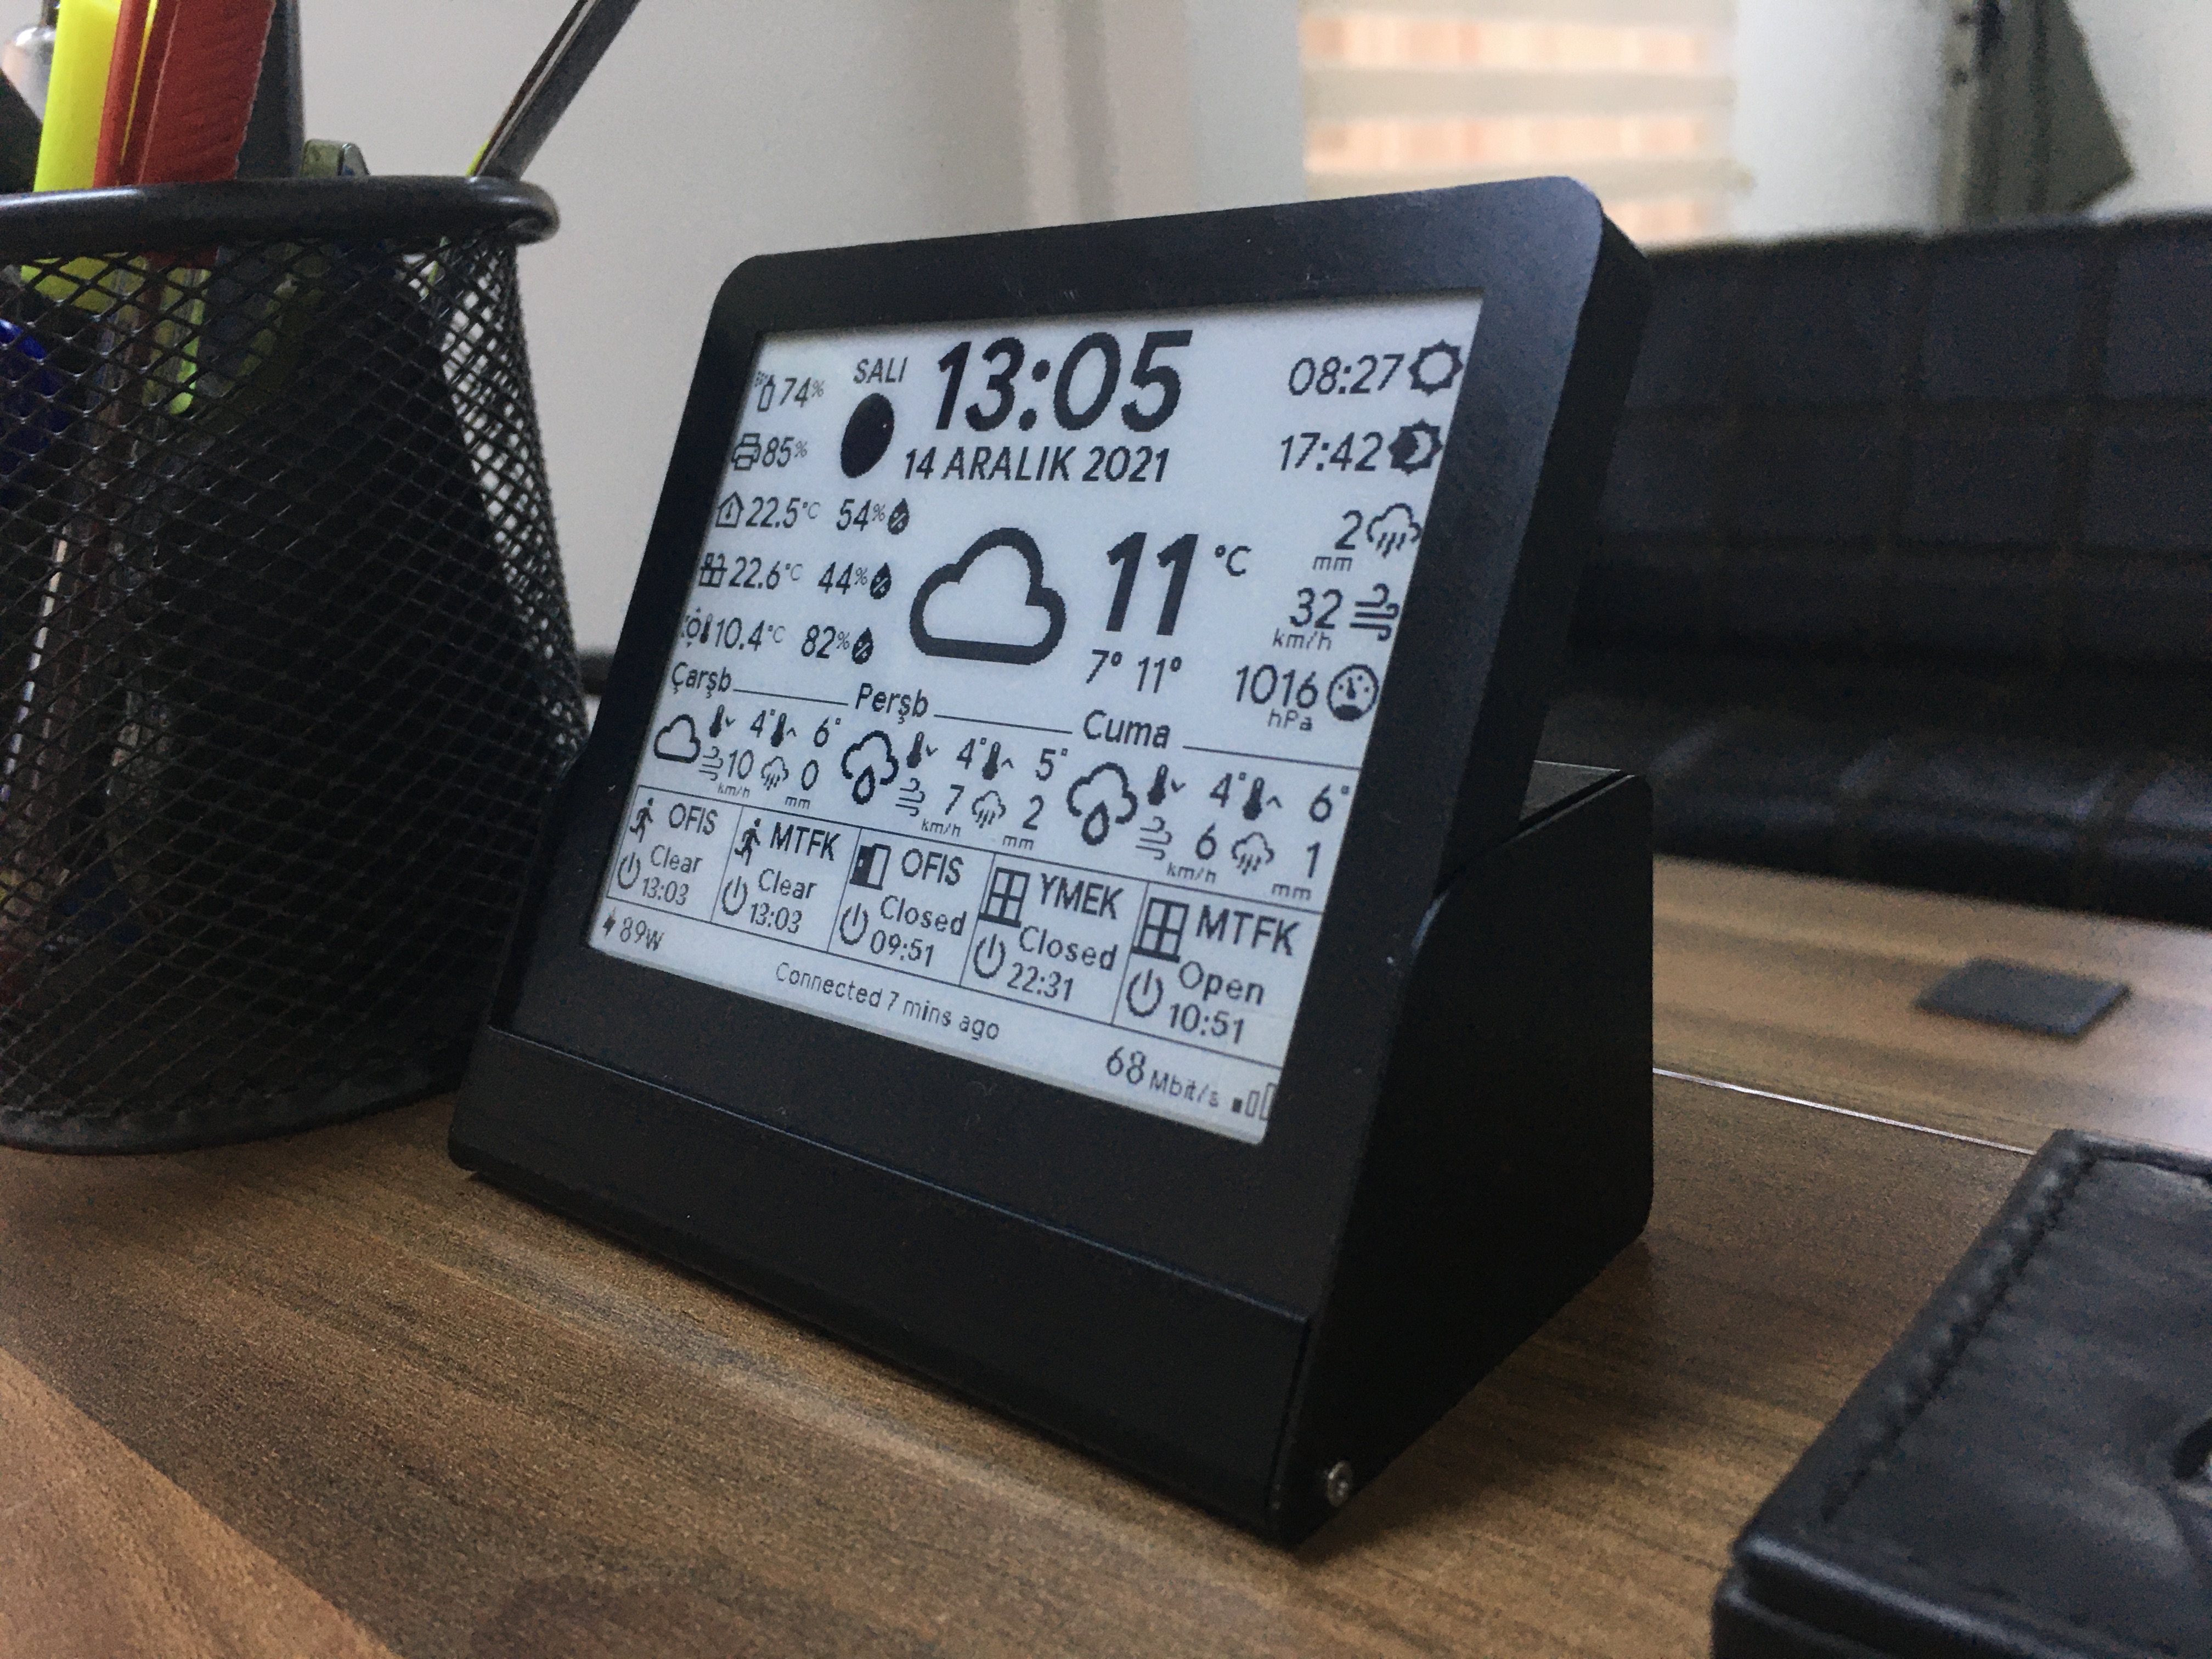 74%
SALI
13:05
08:27
85%
14 ARALIK 2021
17:42
22.5°C 54%
2
mm
11 °C
22.6°C 44%
32
km/h
10.4°C 82%
7° 11°
1016
hPa
Çarşb
Perşb
Cuma
4° 6°
4° 5°
4° 6°
10 km/h 0 mm
7 km/h 2 mm
6 km/h 1 mm
OFIS
Clear
13:03
MTFK
Clear
13:03
OFIS
Closed
09:51
YMEK
Closed
22:31
MTFK
Open
10:51
89W
Connected 7 mins ago
68 Mbit/s